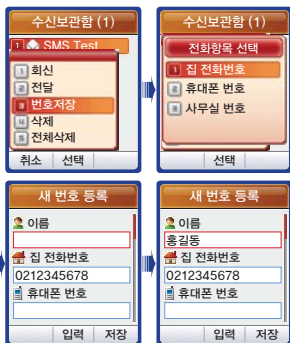 수신보관함 (1)
1 SMS Test
1 회신
2 전달
3 번호저장
4 삭제
5 전체삭제
취소 선택
수신보관함 (1)
전화항목 선택
1 집 전화번호
2 휴대폰 번호
3 사무실 번호
선택
새 번호 등록
이름
집 전화번호
0212345678
휴대폰 번호
입력 저장
새 번호 등록
이름
홍길동
집 전화번호
0212345678
휴대폰 번호
입력 저장